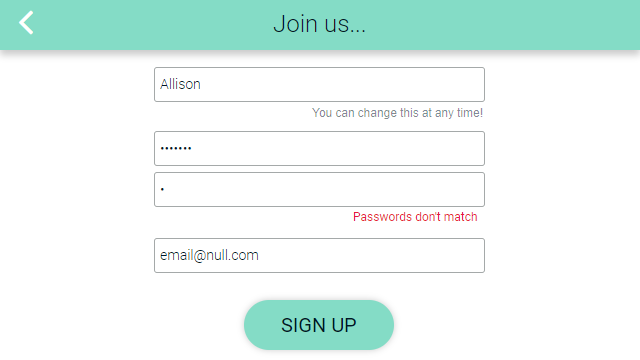 Join us...
Allison
You can change this at any time!
•••••••
•
Passwords don't match
email@null.com
SIGN UP